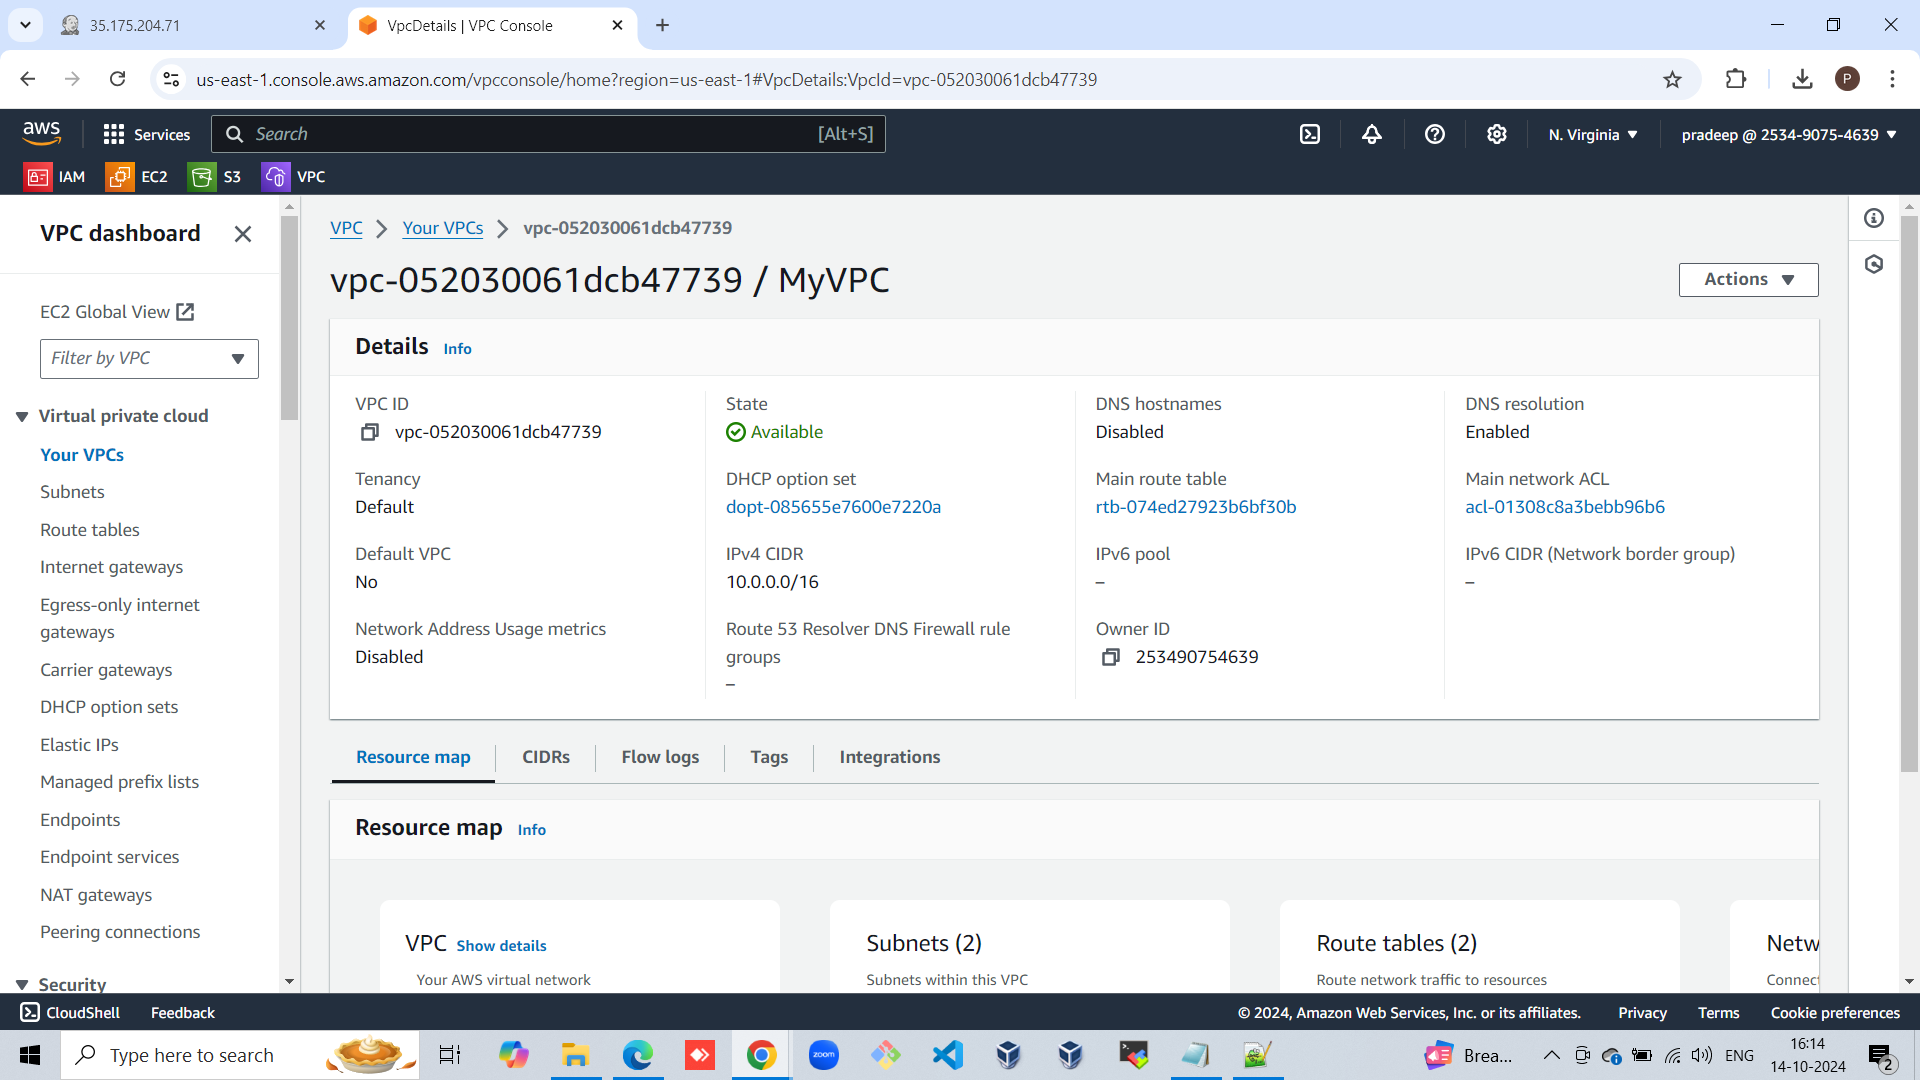 35.175.204.71
VpcDetails | VPC Console
us-east-1.console.aws.amazon.com/vpcconsole/home?region=us-east-1#VpcDetails:VpcId=vpc-052030061dcb47739
P
aws
Services
Search
[Alt+S]
N. Virginia
pradeep @ 2534-9075-4639
IAM
EC2
S3
VPC
VPC dashboard
EC2 Global View
Filter by VPC
Virtual private cloud
Your VPCs
Subnets
Route tables
Internet gateways
Egress-only internet
gateways
Carrier gateways
DHCP option sets
Elastic IPs
Managed prefix lists
Endpoints
Endpoint services
NAT gateways
Peering connections
Security
VPC
Your VPCs
vpc-052030061dcb47739
vpc-052030061dcb47739 / MyVPC
Actions
Details
Info
VPC ID
vpc-052030061dcb47739
State
Available
DNS hostnames
Disabled
DNS resolution
Enabled
Tenancy
Default
DHCP option set
dopt-085655e7600e7220a
Main route table
rtb-074ed27923b6bf30b
Main network ACL
acl-01308c8a3bebb96b6
Default VPC
No
IPv4 CIDR
10.0.0.0/16
IPv6 pool
–
IPv6 CIDR (Network border group)
–
Network Address Usage metrics
Disabled
Route 53 Resolver DNS Firewall rule
groups
–
Owner ID
253490754639
Resource map
CIDRs
Flow logs
Tags
Integrations
Resource map
Info
VPC
Show details
Your AWS virtual network
Subnets (2)
Subnets within this VPC
Route tables (2)
Route network traffic to resources
Netw
Connect
CloudShell
Feedback
© 2024, Amazon Web Services, Inc. or its affiliates.
Privacy
Terms
Cookie preferences
Type here to search
zoom
Brea...
ENG
16:14
14-10-2024
2